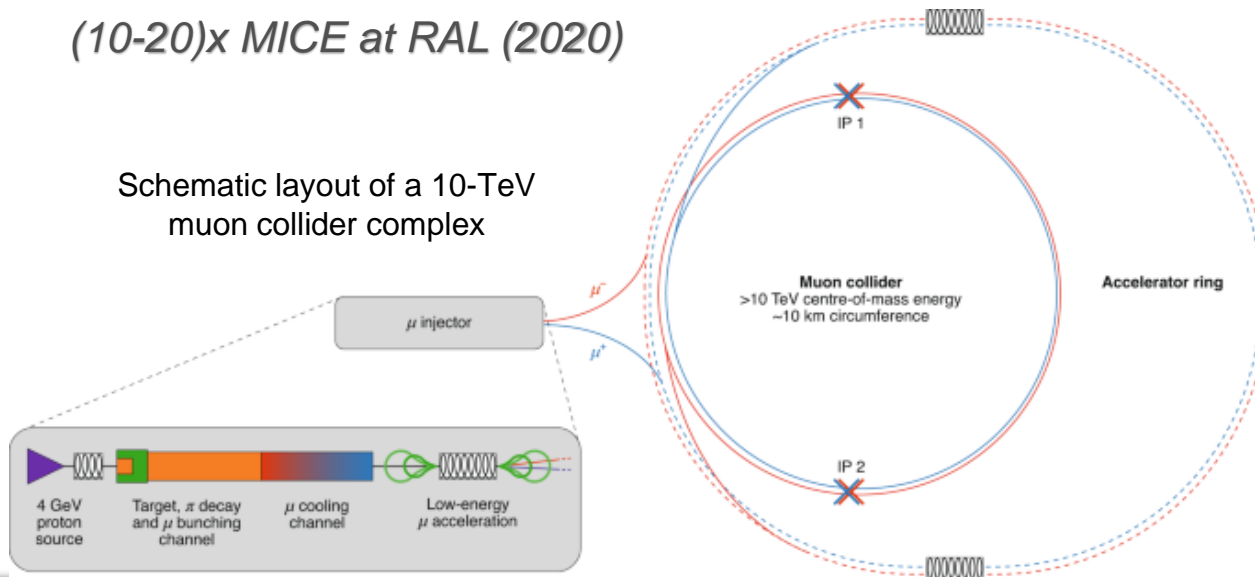 (10-20)x MICE at RAL (2020)
Schematic layout of a 10-TeV
muon collider complex
IP 1
μ⁻
μ injector
μ⁺
Muon collider
>10 TeV centre-of-mass energy
~10 km circumference
Accelerator ring
IP 2
4 GeV
proton
source
Target, π decay
and μ bunching
channel
μ cooling
channel
Low-energy
μ acceleration